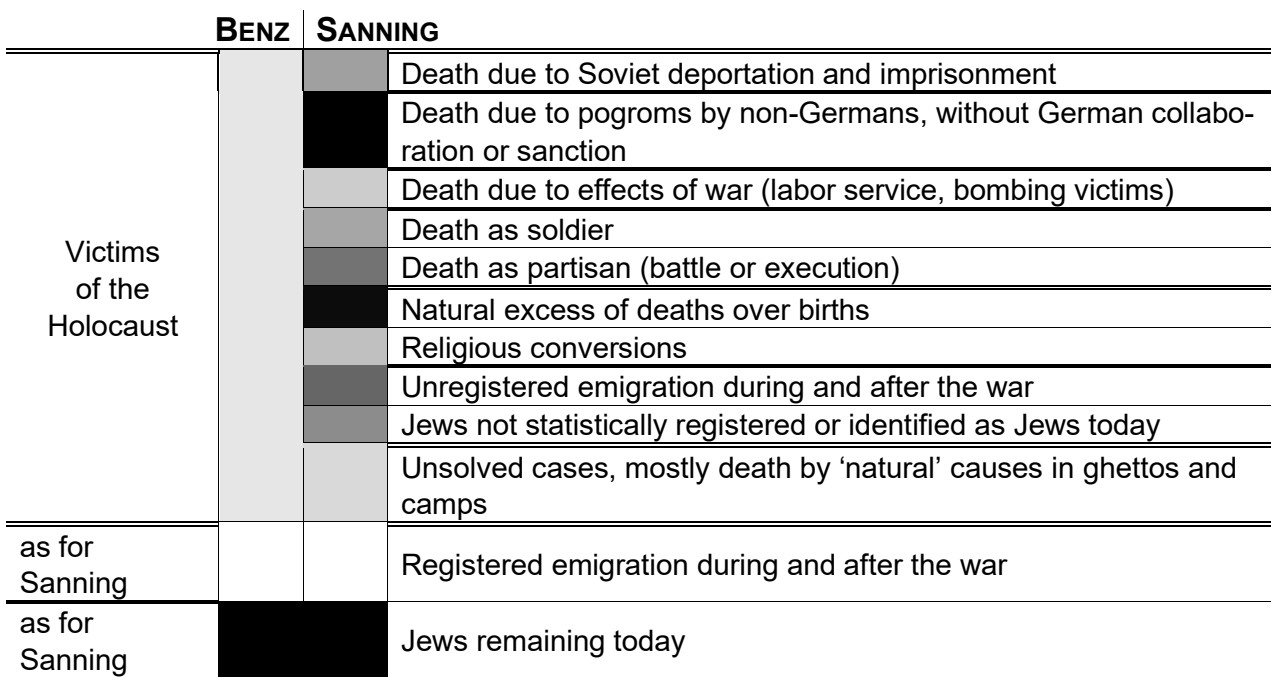 BENZ SANNING
Death due to Soviet deportation and imprisonment
Death due to pogroms by non-Germans, without German collabo-
ration or sanction
Death due to effects of war (labor service, bombing victims)
Death as soldier
Death as partisan (battle or execution)
Natural excess of deaths over births
Religious conversions
Unregistered emigration during and after the war
Jews not statistically registered or identified as Jews today
Unsolved cases, mostly death by ‘natural’ causes in ghettos and
camps
Victims
of the
Holocaust
as for
Sanning
Registered emigration during and after the war
as for
Sanning
Jews remaining today